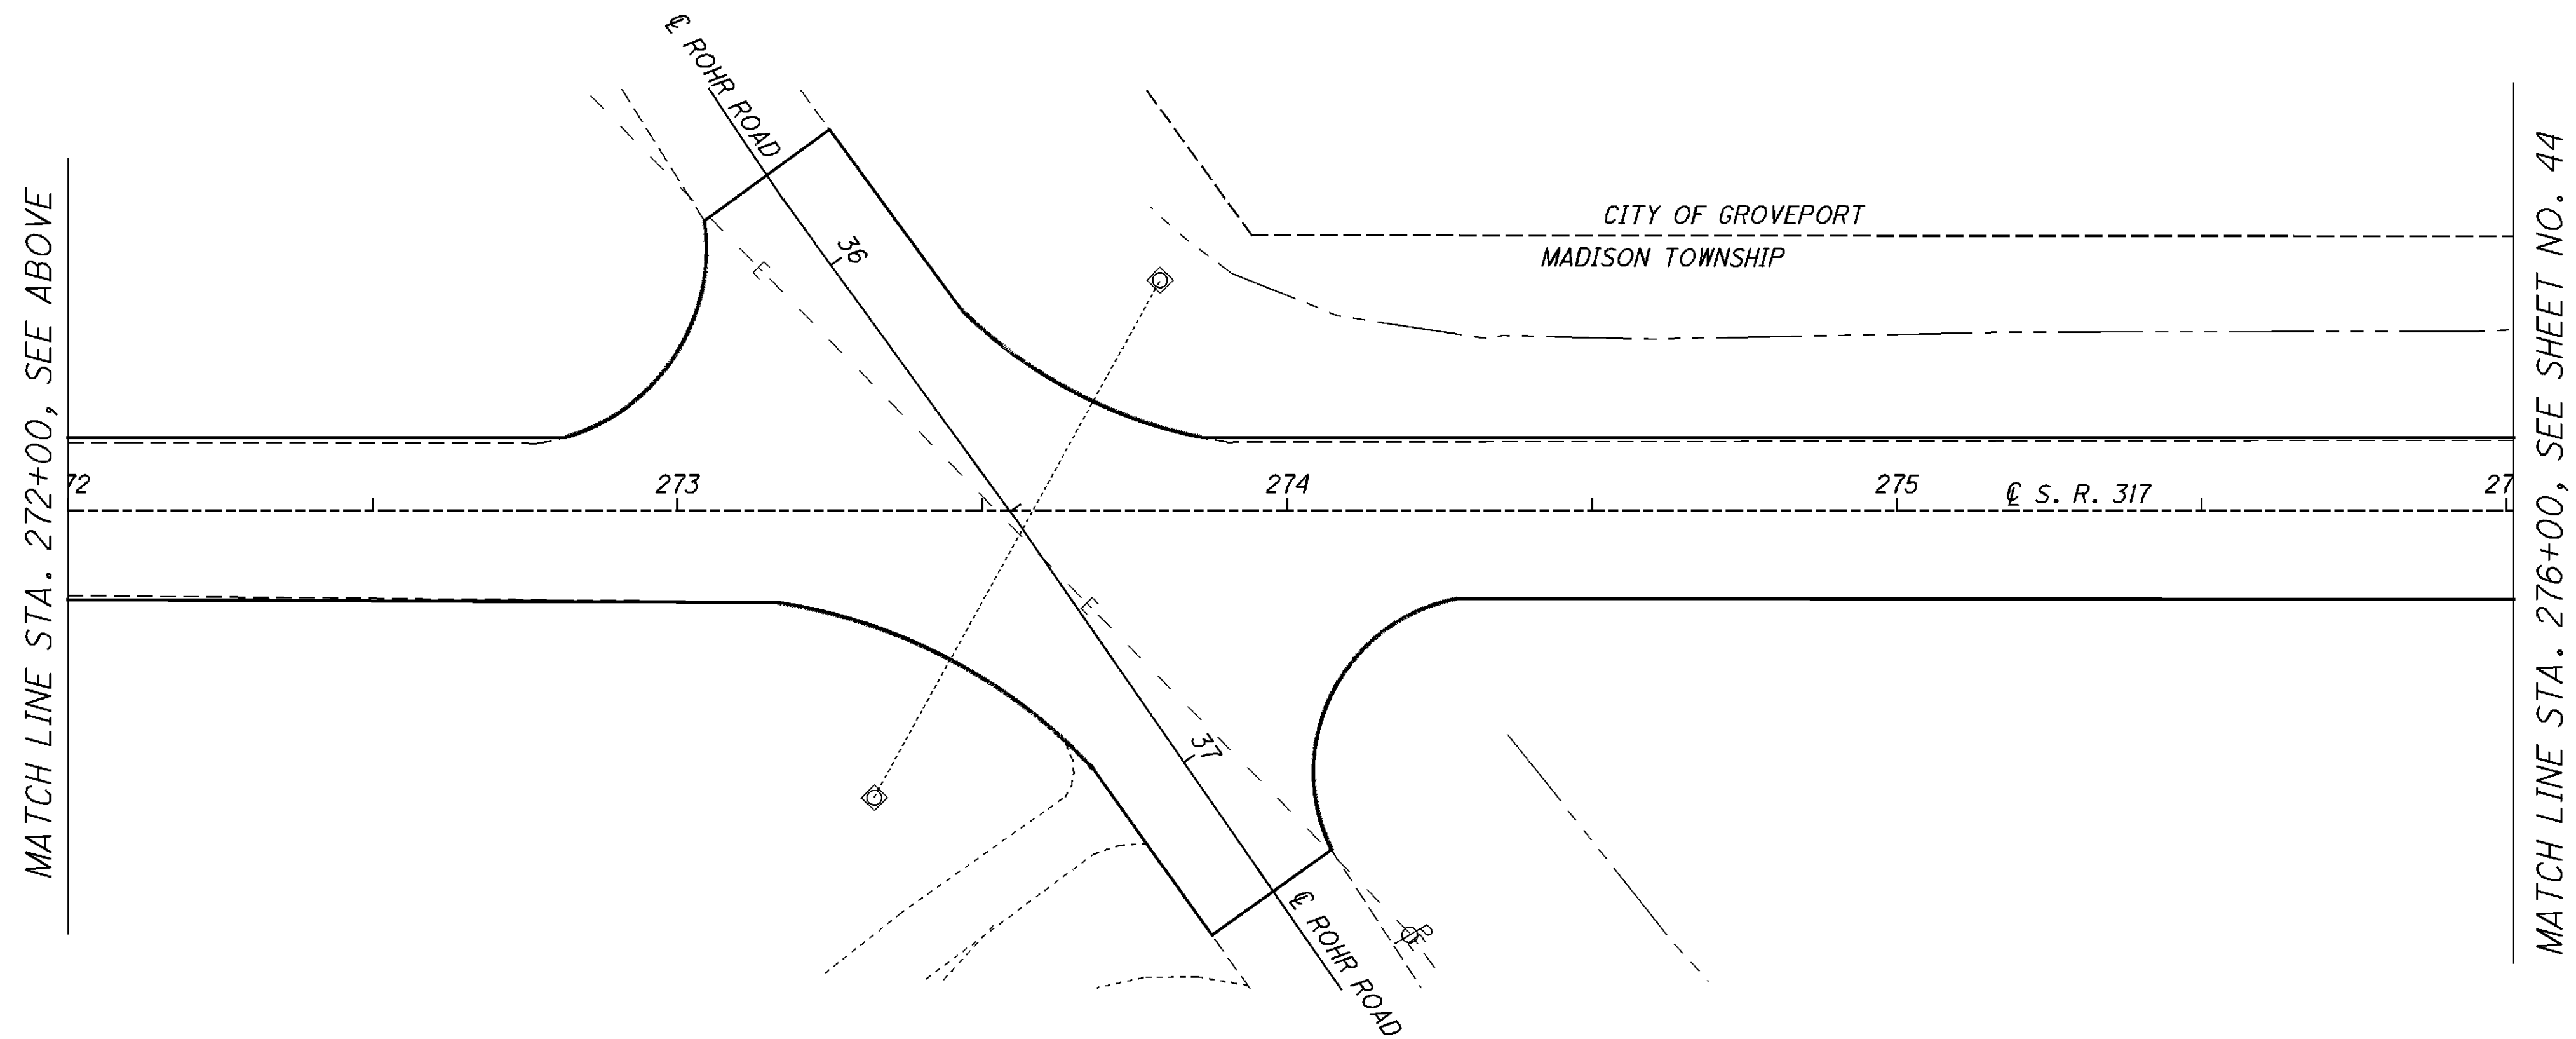 ℄ ROHR ROAD
CITY OF GROVEPORT
MADISON TOWNSHIP
MATCH LINE STA. 272+00, SEE ABOVE
36
E
72
273
274
275
℄ S. R. 317
27
MATCH LINE STA. 276+00, SEE SHEET NO. 44
E
37
℄ ROHR ROAD